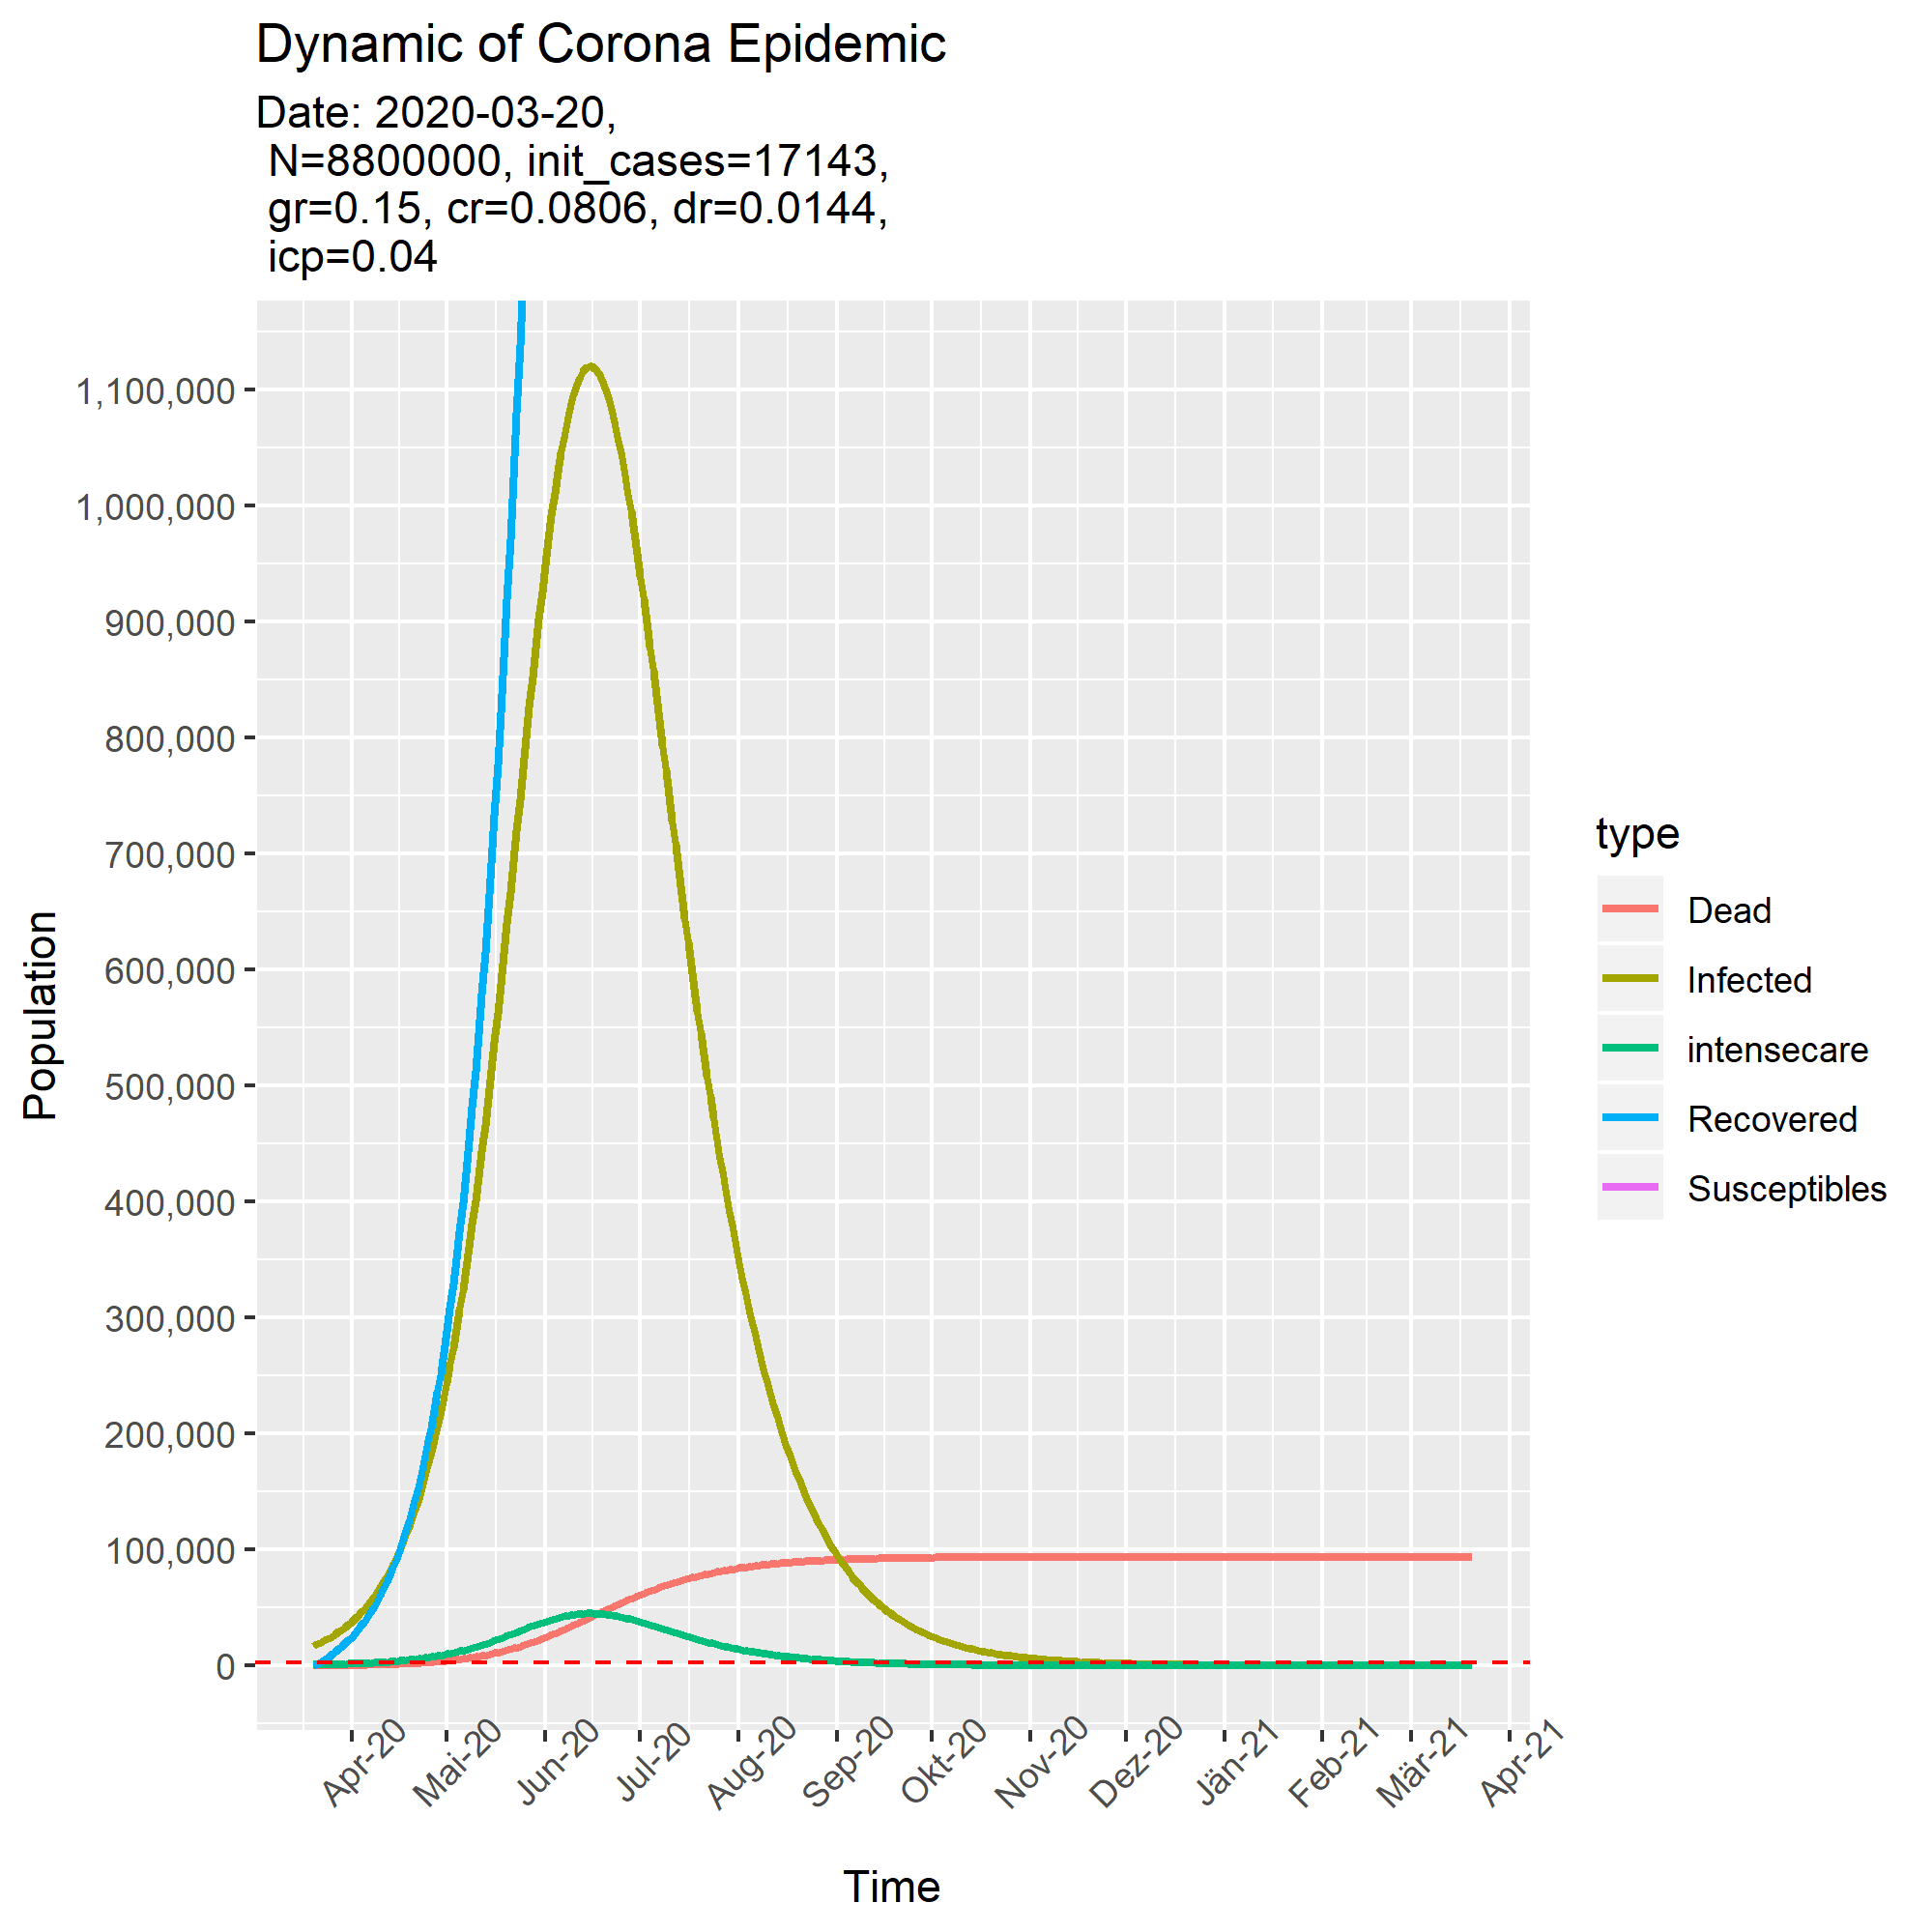 Dynamic of Corona Epidemic
Date: 2020-03-20,
N=8800000, init_cases=17143,
gr=0.15, cr=0.0806, dr=0.0144,
icp=0.04
1,100,000
1,000,000
900,000
800,000
700,000
600,000
500,000
400,000
300,000
200,000
100,000
0
Population
Apr-20
Mai-20
Jun-20
Jul-20
Aug-20
Sep-20
Okt-20
Nov-20
Dez-20
Jän-21
Feb-21
Mär-21
Apr-21
Time
type
Dead
Infected
intensecare
Recovered
Susceptibles